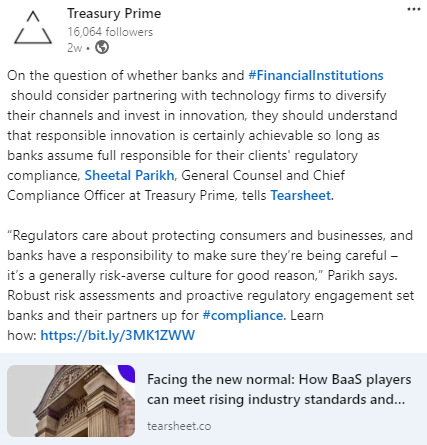 Treasury Prime
16,064 followers
2w •
On the question of whether banks and #FinancialInstitutions
should consider partnering with technology firms to diversify
their channels and invest in innovation, they should understand
that responsible innovation is certainly achievable so long as
banks assume full responsible for their clients' regulatory
compliance, Sheetal Parikh, General Counsel and Chief
Compliance Officer at Treasury Prime, tells Tearsheet.
“Regulators care about protecting consumers and businesses, and
banks have a responsibility to make sure they’re being careful –
it’s a generally risk-averse culture for good reason,” Parikh says.
Robust risk assessments and proactive regulatory engagement set
banks and their partners up for #compliance. Learn
how: https://bit.ly/3MK1ZWW
BANK
Facing the new normal: How BaaS players
can meet rising industry standards and...
tearsheet.co